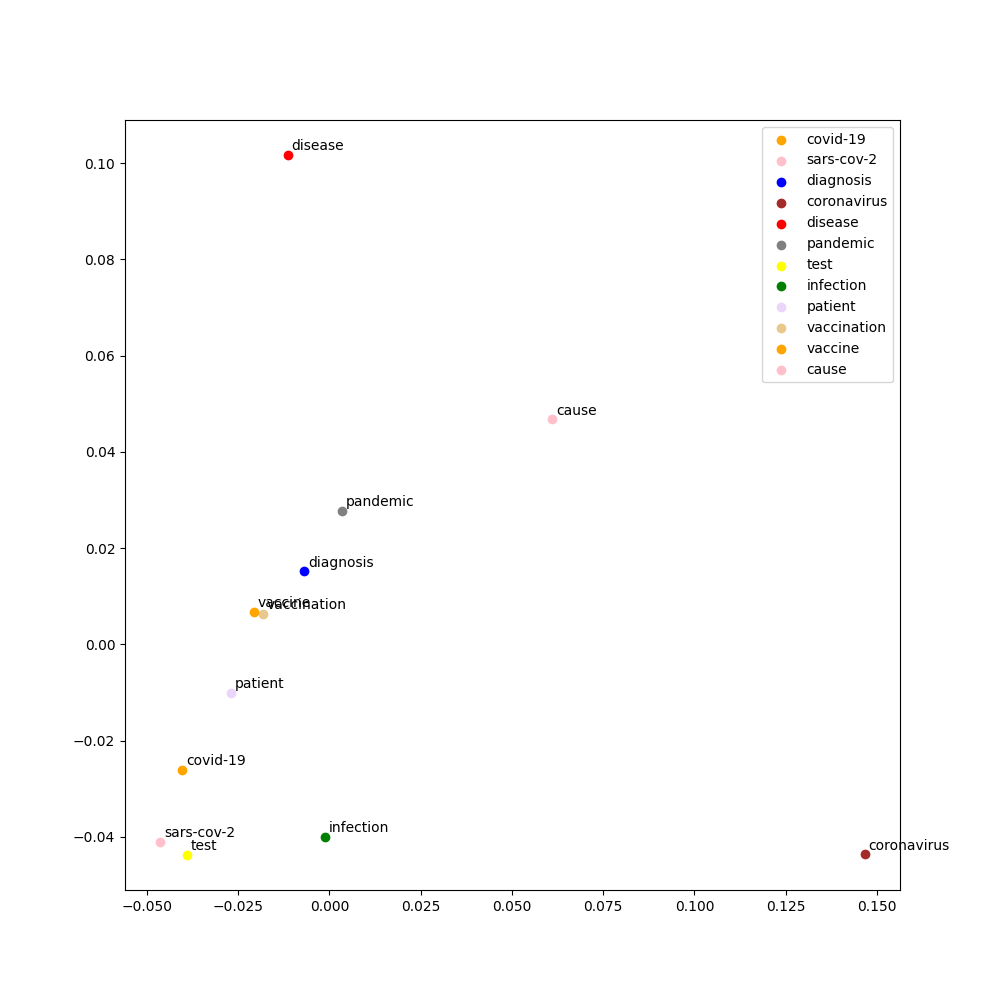 disease
covid-19
sars-cov-2
diagnosis
coronavirus
disease
pandemic
test
infection
patient
vaccination
vaccine
cause
0.10
0.08
0.06
cause
0.04
pandemic
0.02
diagnosis
vaccine
vaccination
0.00
patient
−0.02
covid-19
infection
sars-cov-2
−0.04
test
coronavirus
−0.050 −0.025 0.000 0.025 0.050 0.075 0.100 0.125 0.150